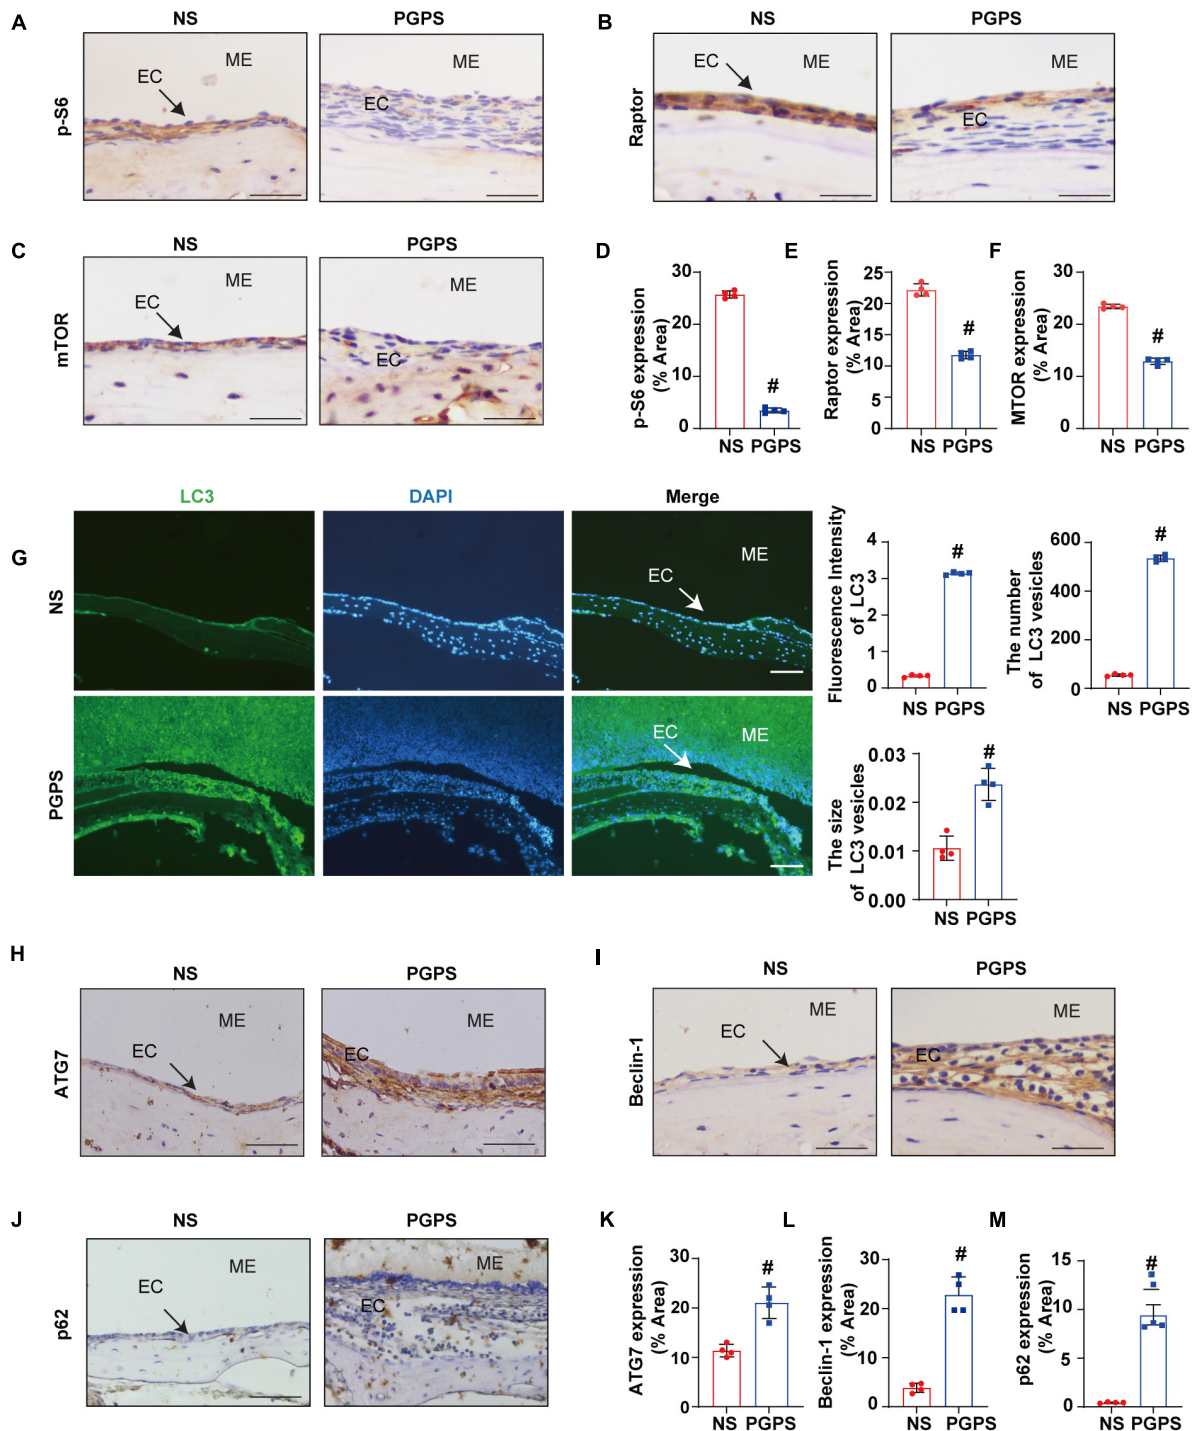 A
NS
PGPS
p-S6
EC
ME
EC
ME
B
NS
PGPS
Raptor
EC
ME
ME
EC
C
NS
PGPS
mTOR
EC
ME
ME
EC
D
p-S6 expression
(% Area)
30
20
10
0
#
NS PGPS
E
Raptor expression
(% Area)
25
20
15
10
5
0
#
NS PGPS
F
MTOR expression
(% Area)
30
20
10
0
#
NS PGPS
G
LC3
DAPI
Merge
NS
EC
ME
PGPS
EC
ME
Fluorescence Intensity
of LC3
4
3
2
1
0
#
NS PGPS
The number
of LC3 vesicles
600
400
200
0
#
NS PGPS
The size
of LC3 vesicles
0.03
0.02
0.01
0.00
#
NS PGPS
H
NS
PGPS
ATG7
EC
ME
EC
ME
I
NS
PGPS
Beclin-1
EC
ME
EC
ME
J
NS
PGPS
p62
EC
ME
EC
ME
K
ATG7 expression
(% Area)
30
20
10
0
#
NS PGPS
L
Beclin-1 expression
(% Area)
30
20
10
0
#
NS PGPS
M
p62 expression
(% Area)
15
10
5
0
#
NS PGPS